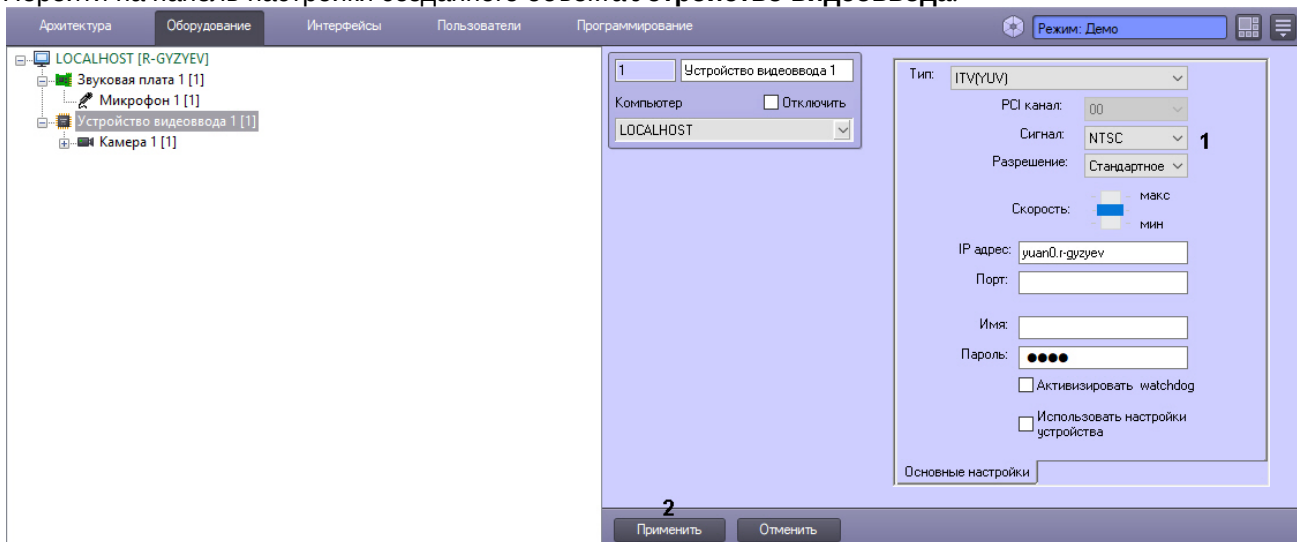 Перейти на панель настройки созданного объекта Устройство видеоввода.
Архитектура Оборудование Интерфейсы Пользователи Программирование Режим: Демо
LOCALHOST [R-GYZYEV]
Звуковая плата 1 [1]
Микрофон 1 [1]
Устройство видеоввода 1 [1]
Камера 1 [1]
1 Устройство видеоввода 1
Компьютер Отключить
LOCALHOST
Тип: ITV(YUV)
PCI канал: 00
Сигнал: NTSC 1
Разрешение: Стандартное
макс
Скорость:
мин
IP адрес: yuan0.r-gyzyev
Порт:
Имя:
Пароль: ●●●●
Активизировать watchdog
Использовать настройки
устройства
Основные настройки
2
Применить Отменить